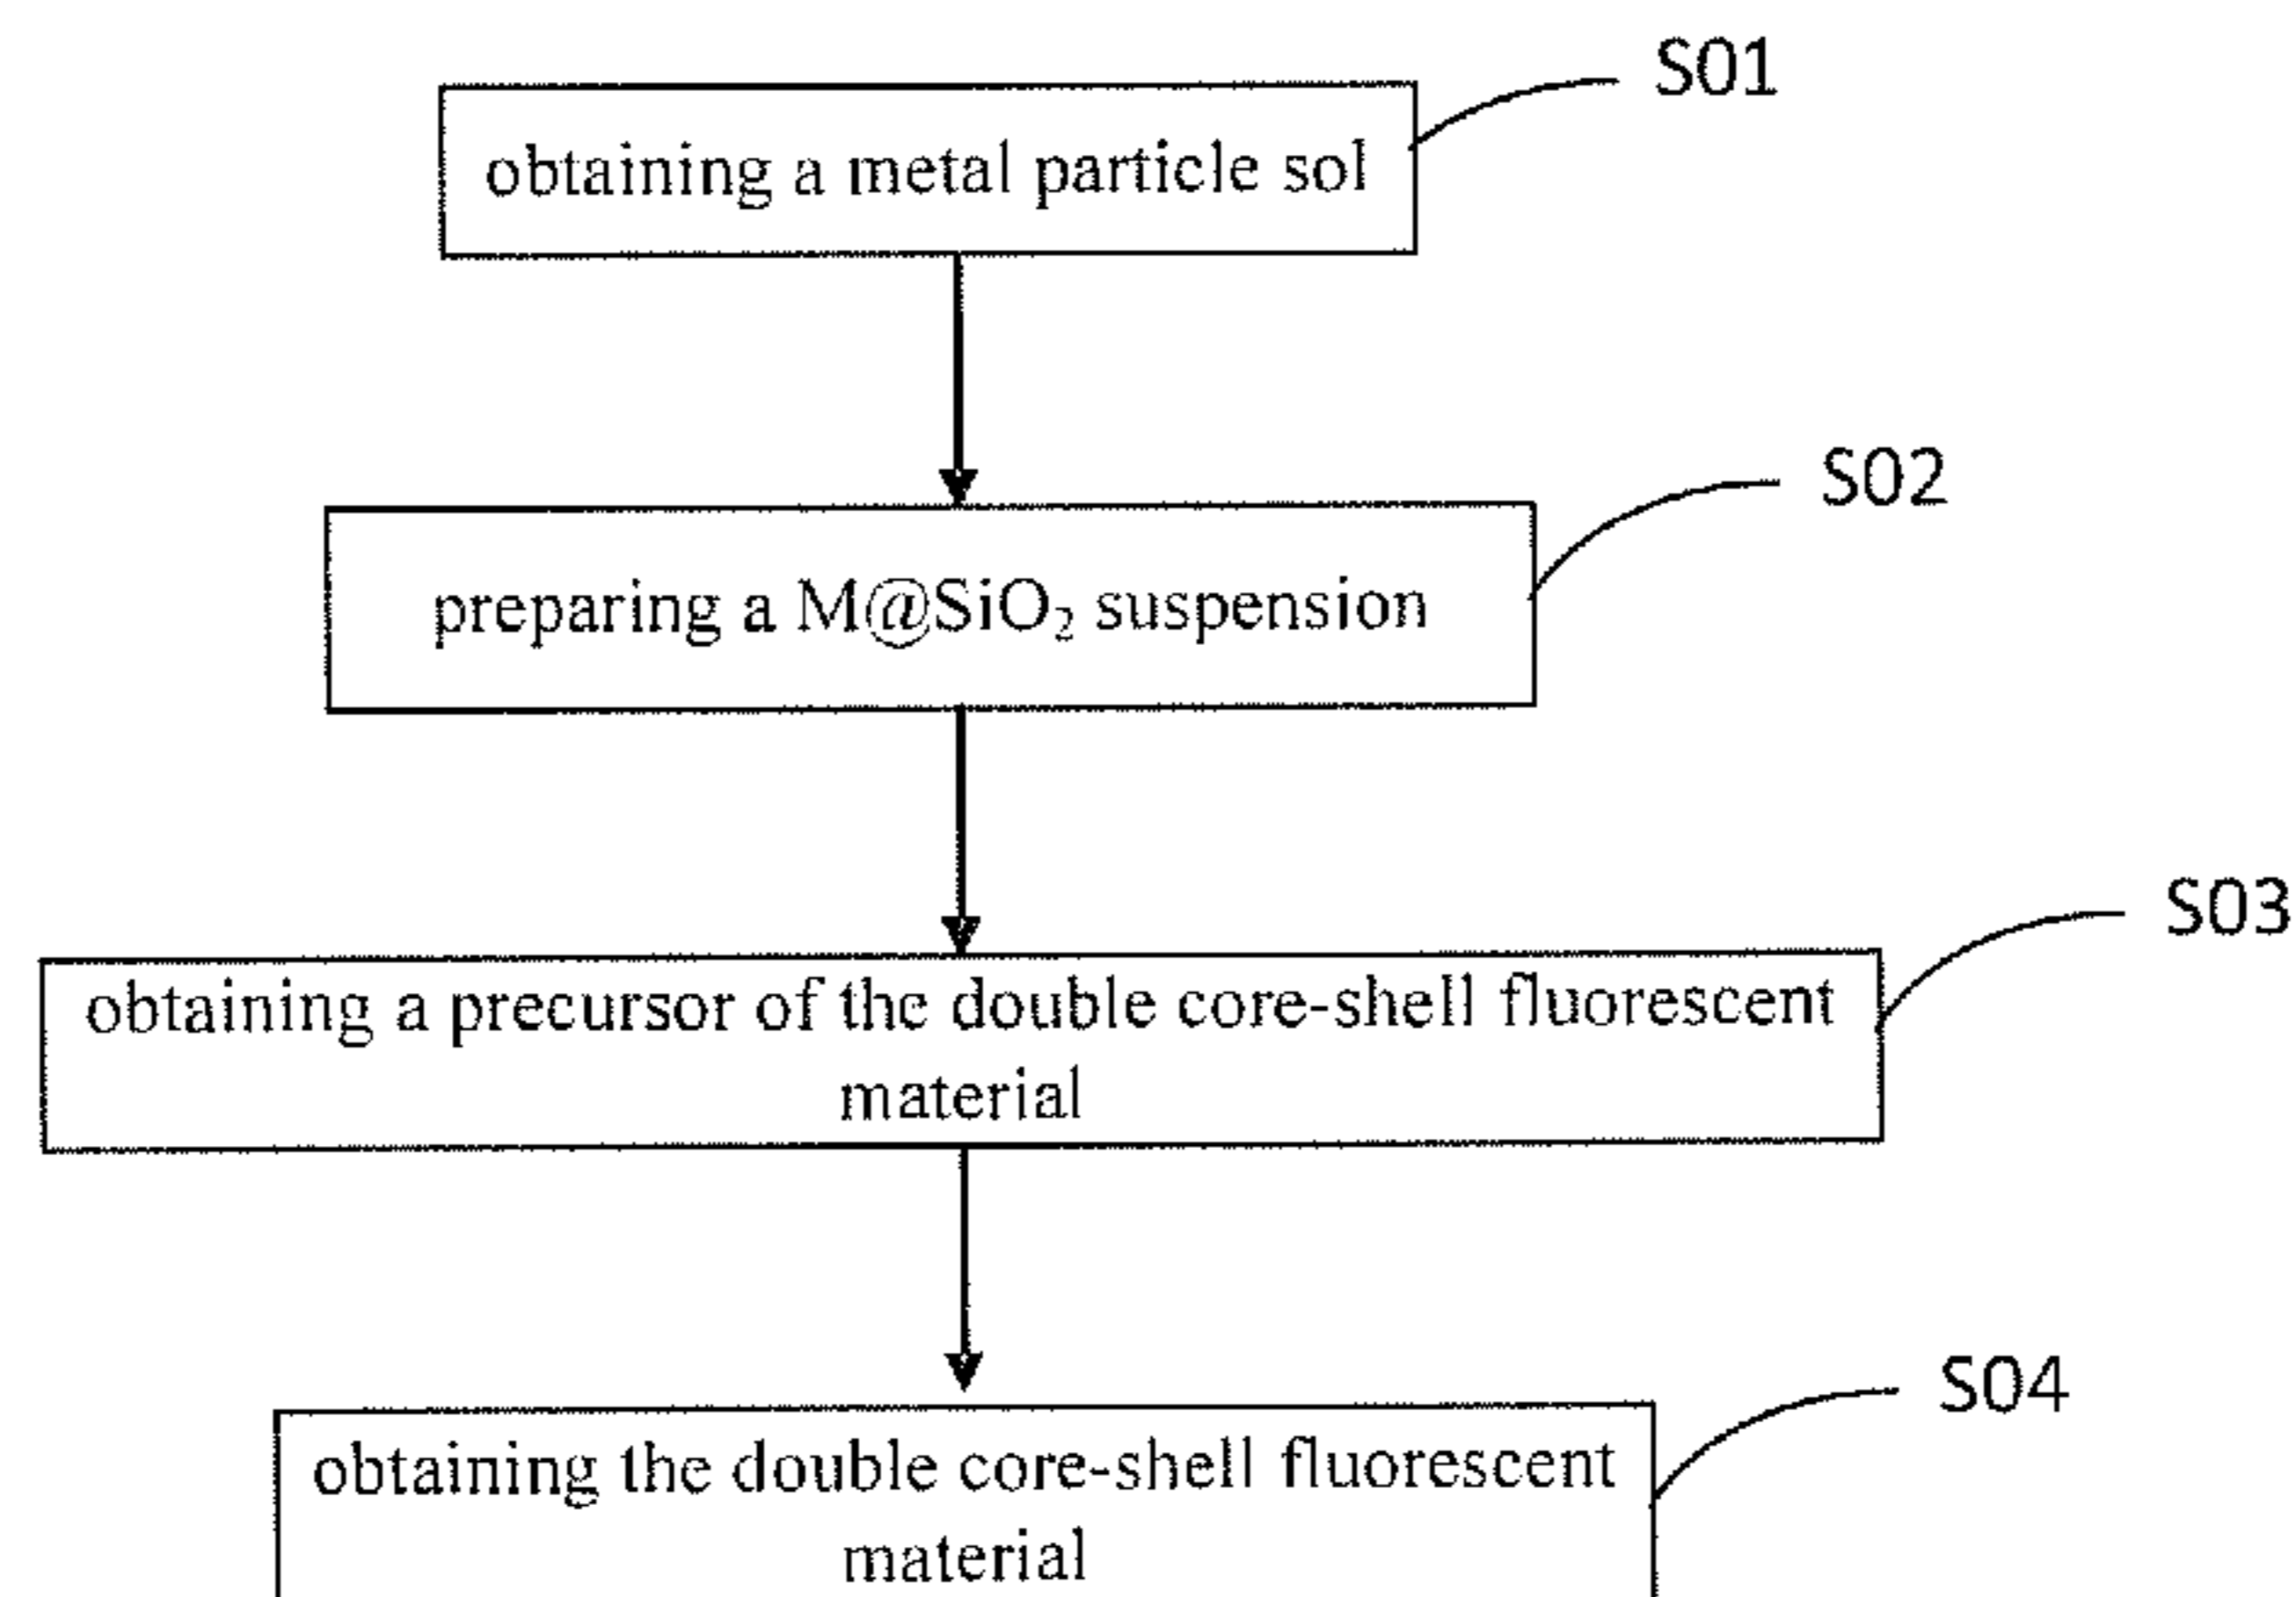 S01
obtaining a metal particle sol
S02
preparing a M@SiO₂ suspension
S03
obtaining a precursor of the double core-shell fluorescent
material
S04
obtaining the double core-shell fluorescent
material